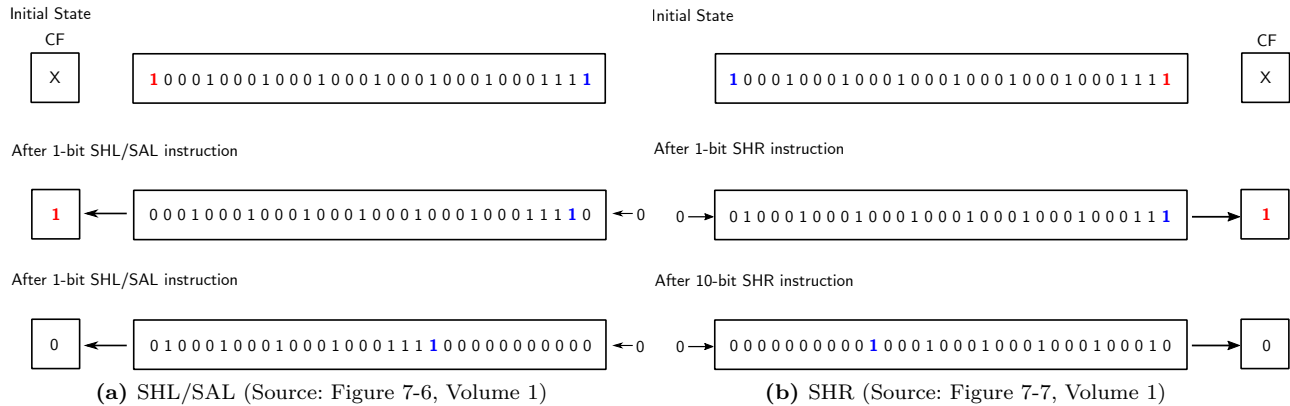 Initial State
CF
X
1 0 0 0 1 0 0 0 1 0 0 0 1 0 0 0 1 0 0 0 1 0 0 0 1 0 0 0 1 1 1 1
After 1-bit SHL/SAL instruction
1
0 0 0 1 0 0 0 1 0 0 0 1 0 0 0 1 0 0 0 1 0 0 0 1 0 0 0 1 1 1 1 0
0
After 1-bit SHL/SAL instruction
0
0 1 0 0 0 1 0 0 0 1 0 0 0 1 0 0 0 1 1 1 1 0 0 0 0 0 0 0 0 0 0 0
0
(a) SHL/SAL (Source: Figure 7-6, Volume 1)
Initial State
CF
1 0 0 0 1 0 0 0 1 0 0 0 1 0 0 0 1 0 0 0 1 0 0 0 1 0 0 0 1 1 1 1
X
After 1-bit SHR instruction
0
0 1 0 0 0 1 0 0 0 1 0 0 0 1 0 0 0 1 0 0 0 1 0 0 0 1 0 0 0 1 1 1
1
After 10-bit SHR instruction
0
0 0 0 0 0 0 0 0 0 0 1 0 0 0 1 0 0 0 1 0 0 0 1 0 0 0 1 0 0 0 1 0
0
(b) SHR (Source: Figure 7-7, Volume 1)